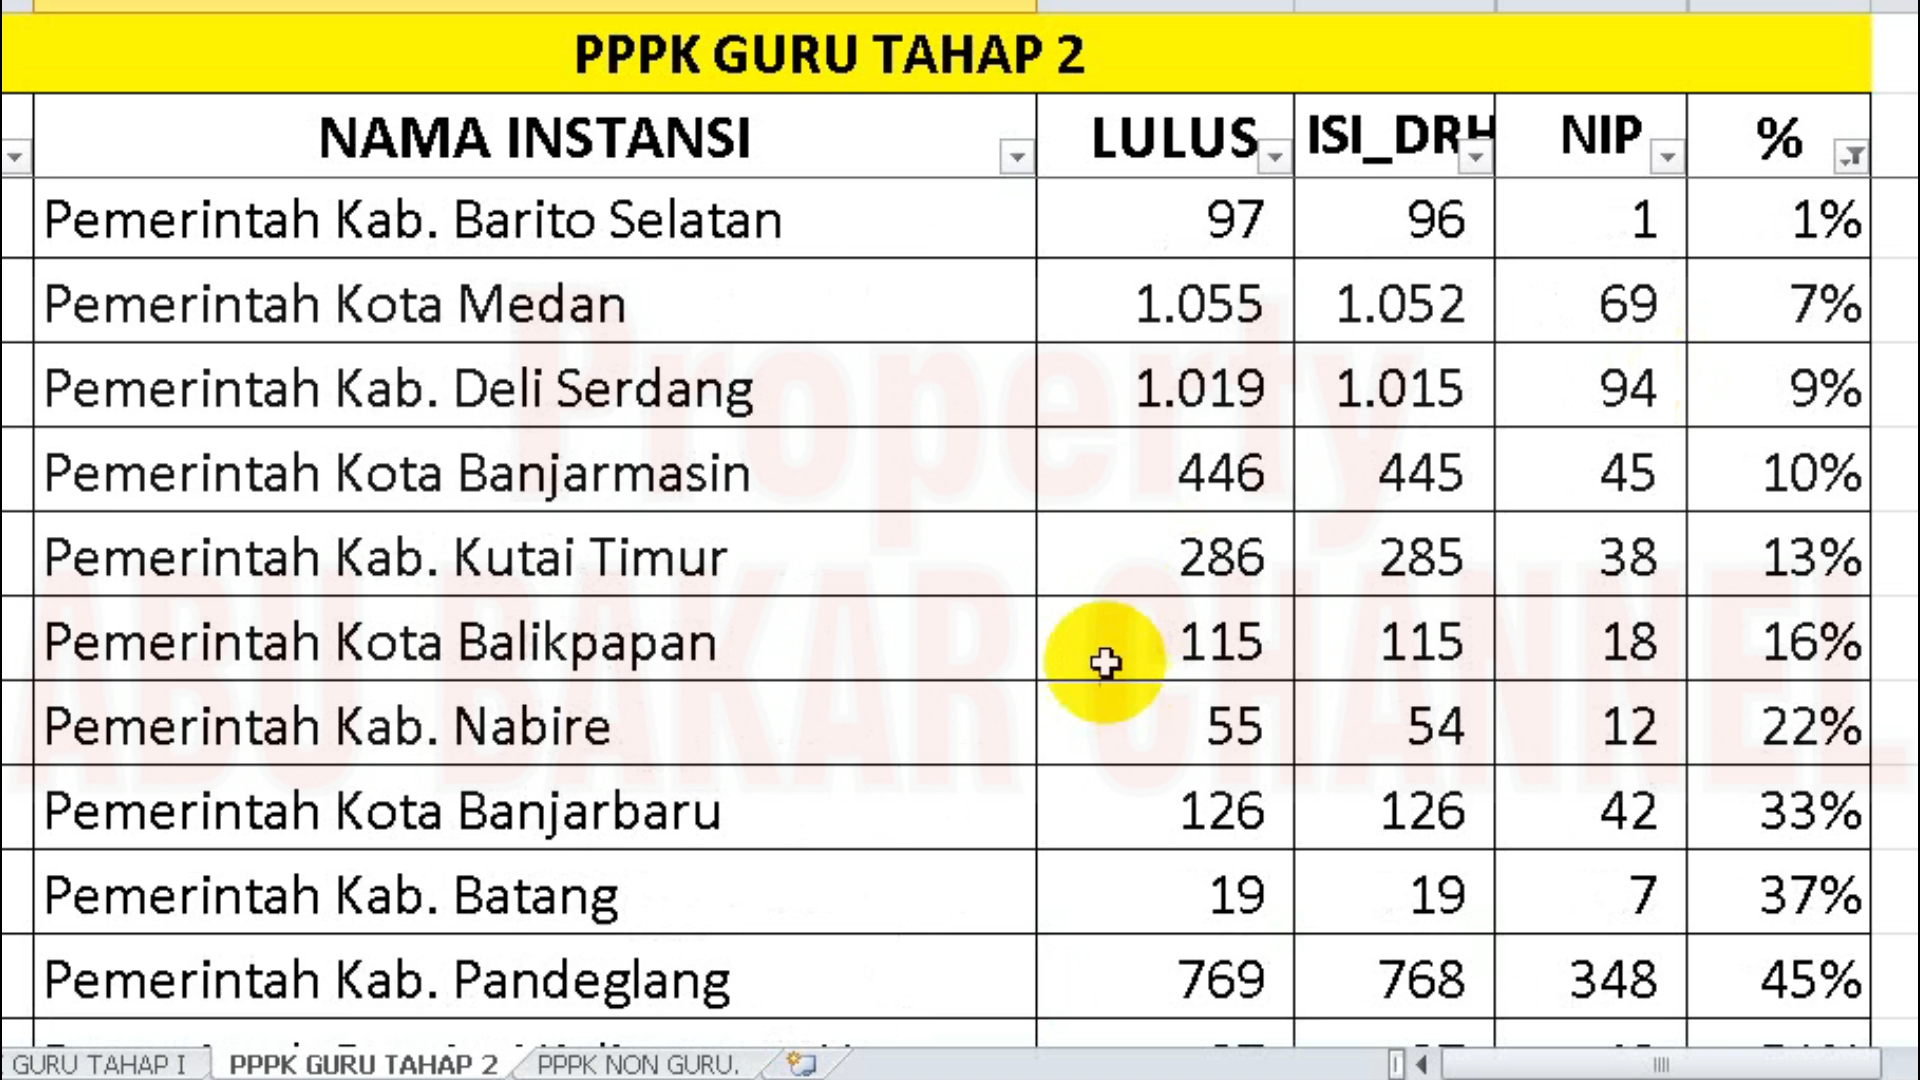 PPPK GURU TAHAP 2
NAMA INSTANSI LULUS ISI_DRH NIP %
Pemerintah Kab. Barito Selatan 97 96 1 1%
Pemerintah Kota Medan 1.055 1.052 69 7%
Pemerintah Kab. Deli Serdang 1.019 1.015 94 9%
Pemerintah Kota Banjarmasin 446 445 45 10%
Pemerintah Kab. Kutai Timur 286 285 38 13%
Pemerintah Kota Balikpapan 115 115 18 16%
Pemerintah Kab. Nabire 55 54 12 22%
Pemerintah Kota Banjarbaru 126 126 42 33%
Pemerintah Kab. Batang 19 19 7 37%
Pemerintah Kab. Pandeglang 769 768 348 45%
Property
ABU BAKAR CHANNEL
GURU TAHAP I PPPK GURU TAHAP 2 PPPK NON GURU.